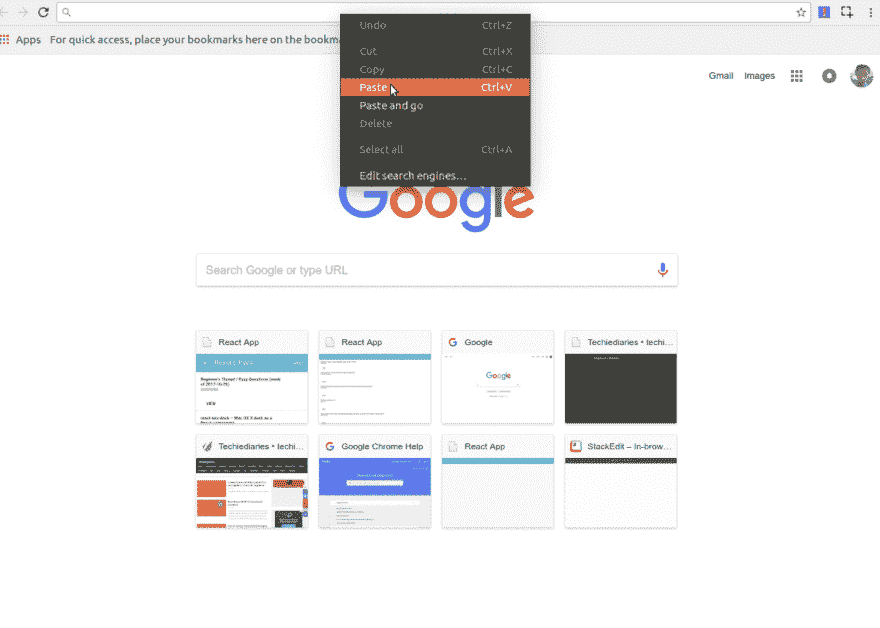 Apps For quick access, place your bookmarks here on the bookm
Undo Ctrl+Z
Cut Ctrl+X
Copy Ctrl+C
Paste Ctrl+V
Paste and go
Delete
Select all Ctrl+A
Edit search engines...
Gmail Images
Google
Search Google or type URL
React App
React App
Google
Techiediaries • techi...
Techiediaries • techi...
Google Chrome Help
React App
StackEdit – In-brow...